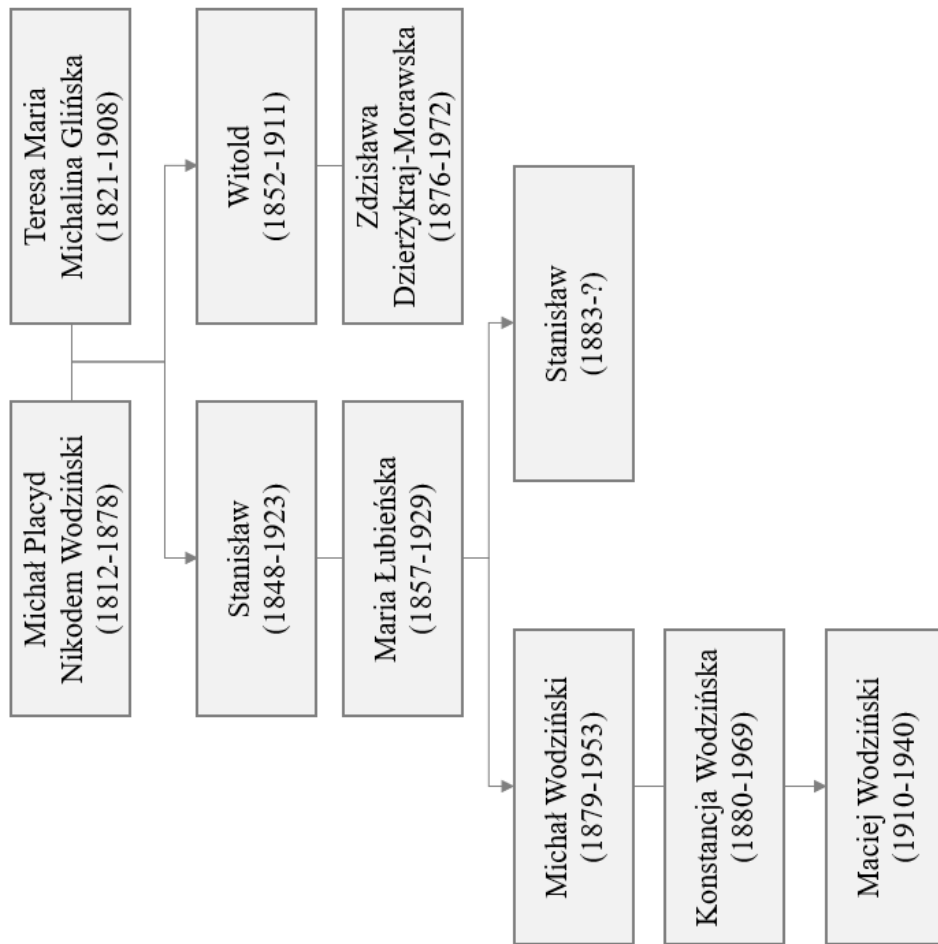 Michał Placyd
Nikodem Wodziński
(1812-1878)
Teresa Maria
Michalina Glińska
(1821-1908)
Stanisław
(1848-1923)
Witold
(1852-1911)
Maria Łubieńska
(1857-1929)
Zdzisława
Dzierżykraj-Morawska
(1876-1972)
Michał Wodziński
(1879-1953)
Stanisław
(1883-?)
Konstancja Wodzińska
(1880-1969)
Maciej Wodziński
(1910-1940)